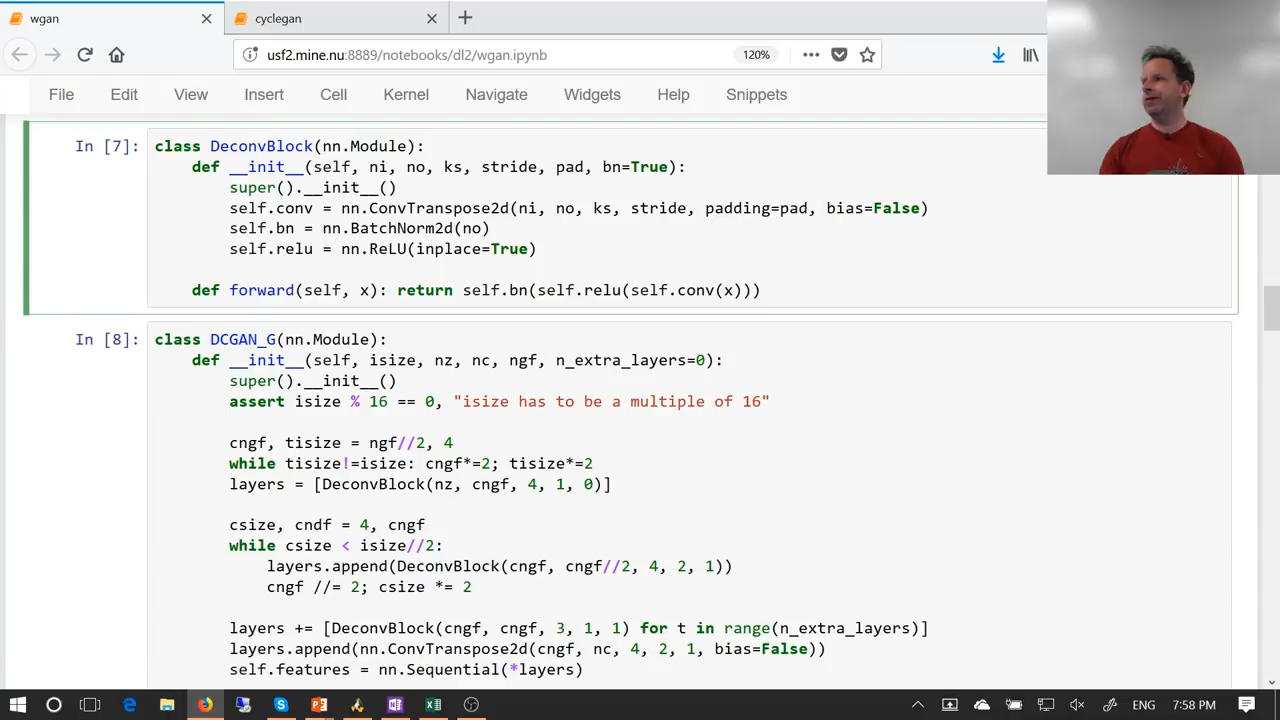 wgan
cyclegan
usf2.mine.nu:8889/notebooks/dl2/wgan.ipynb
120%
File Edit View Insert Cell Kernel Navigate Widgets Help Snippets
In [7]:
class DeconvBlock(nn.Module):
    def __init__(self, ni, no, ks, stride, pad, bn=True):
        super().__init__()
        self.conv = nn.ConvTranspose2d(ni, no, ks, stride, padding=pad, bias=False)
        self.bn = nn.BatchNorm2d(no)
        self.relu = nn.ReLU(inplace=True)
    def forward(self, x): return self.bn(self.relu(self.conv(x)))
In [8]:
class DCGAN_G(nn.Module):
    def __init__(self, isize, nz, nc, ngf, n_extra_layers=0):
        super().__init__()
        assert isize % 16 == 0, "isize has to be a multiple of 16"
        cngf, tisize = ngf//2, 4
        while tisize!=isize: cngf*=2; tisize*=2
        layers = [DeconvBlock(nz, cngf, 4, 1, 0)]
        csize, cndf = 4, cngf
        while csize < isize//2:
            layers.append(DeconvBlock(cngf, cngf//2, 4, 2, 1))
            cngf //= 2; csize *= 2
        layers += [DeconvBlock(cngf, cngf, 3, 1, 1) for t in range(n_extra_layers)]
        layers.append(nn.ConvTranspose2d(cngf, nc, 4, 2, 1, bias=False))
        self.features = nn.Sequential(*layers)
ENG
7:58 PM